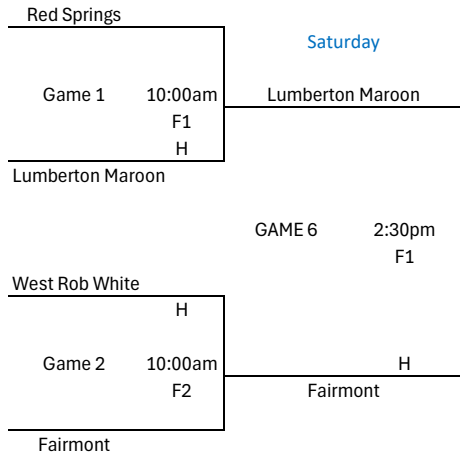 Red Springs
Saturday
Game 1 10:00am Lumberton Maroon
F1
H
Lumberton Maroon
GAME 6 2:30pm
F1
West Rob White
H
Game 2 10:00am H
F2 Fairmont
Fairmont